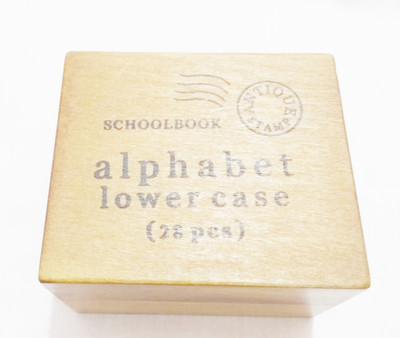 ANTIQUE STAMP
SCHOOLBOOK
alphabet
lower case
(28 pcs)